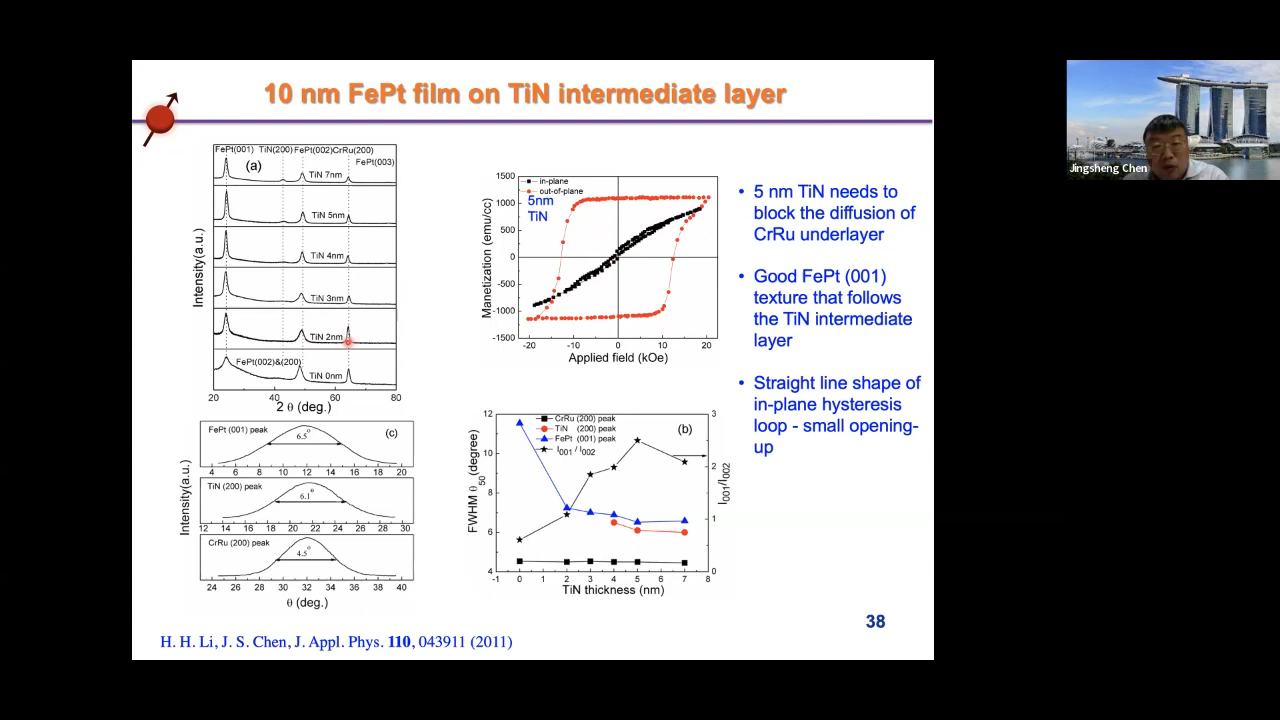 10 nm FePt film on TiN intermediate layer
Jingsheng Chen
FePt(001) TiN(200) FePt(002)CrRu(200)
FePt(003)
(a)
TiN 7nm
TiN 5nm
TiN 4nm
TiN 3nm
TiN 2nm
FePt(002)&(200)
TiN 0nm
Intensity(a.u.)
20 40 60 80
2 θ (deg.)
1500
1000
500
0
-500
-1000
-1500
in-plane
out-of-plane
5nm
TiN
Manetization (emu/cc)
-20 -10 0 10 20
Applied field (kOe)
• 5 nm TiN needs to
block the diffusion of
CrRu underlayer
• Good FePt (001)
texture that follows
the TiN intermediate
layer
• Straight line shape of
in-plane hysteresis
loop - small opening-
up
FePt (001) peak
(c)
6.5°
4 6 8 10 12 14 16 18 20
TiN (200) peak
6.1°
12 14 16 18 20 22 24 26 28 30
CrRu (200) peak
4.5°
24 26 28 30 32 34 36 38 40
Intensity(a.u.)
θ (deg.)
12
10
8
6
4
CrRu (200) peak
TiN (200) peak
FePt (001) peak
I001 / I002
(b)
FWHM θ50 (degree)
3
2
1
0
I001/I002
-1 0 1 2 3 4 5 6 7 8
TiN thickness (nm)
38
H. H. Li, J. S. Chen, J. Appl. Phys. 110, 043911 (2011)